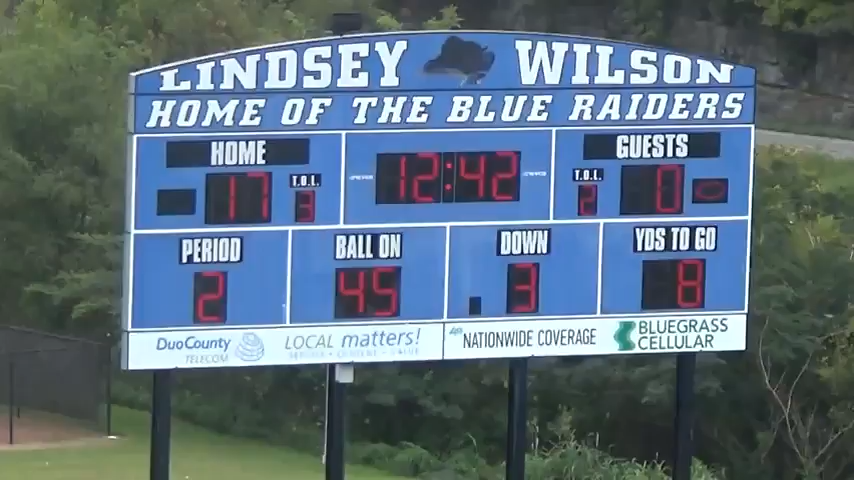 LINDSEY WILSON
HOME OF THE BLUE RAIDERS
HOME 12:42 GUESTS
17 T.O.L. 3 T.O.L. 2 0
PERIOD BALL ON DOWN YDS TO GO
2 45 3 8
DUOCOUNTY TELECOM LOCAL matters! NATIONWIDE COVERAGE BLUEGRASS CELLULAR